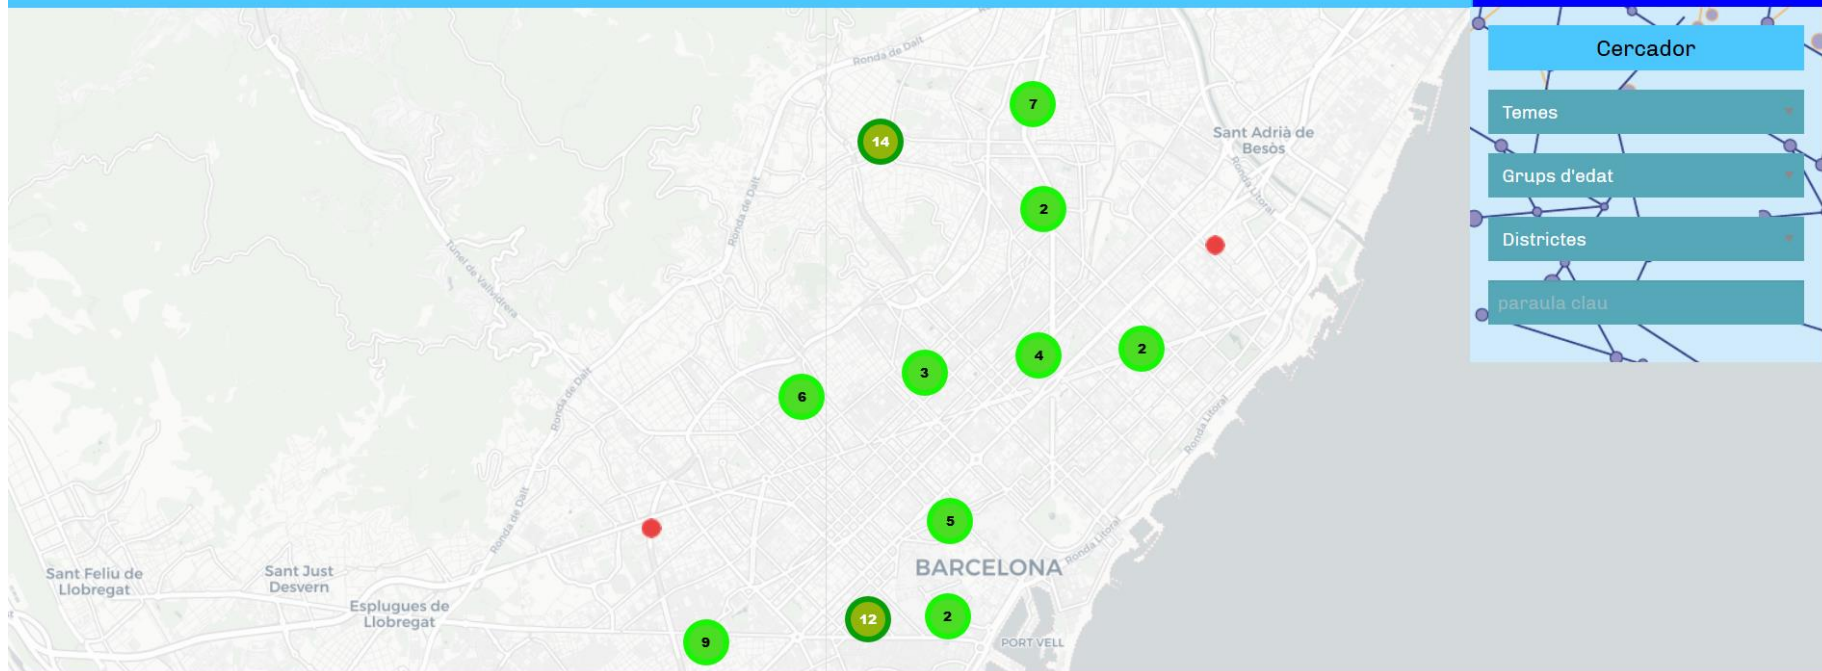 Cercador
Temes
Grups d'edat
Districtes
paraula clau
Ronda de Dalt
7
14
Sant Adrià de
Besòs
Ronda Litoral
Ronda de Dalt
2
Túnel de Vallvidrera
2
4
3
6
Ronda de Dalt
Ronda Litoral
5
Ronda de Dalt
Ronda Litoral
BARCELONA
Sant Feliu de
Llobregat
Sant Just
Desvern
Esplugues de
Llobregat
12
2
9
PORT VELL